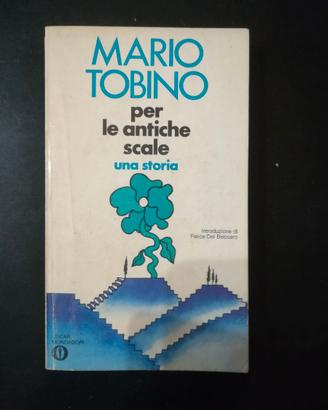 MARIO
TOBINO
per
le antiche
scale
una storia
Introduzione di
Felice Del Beccaro
OSCAR
MONDADORI